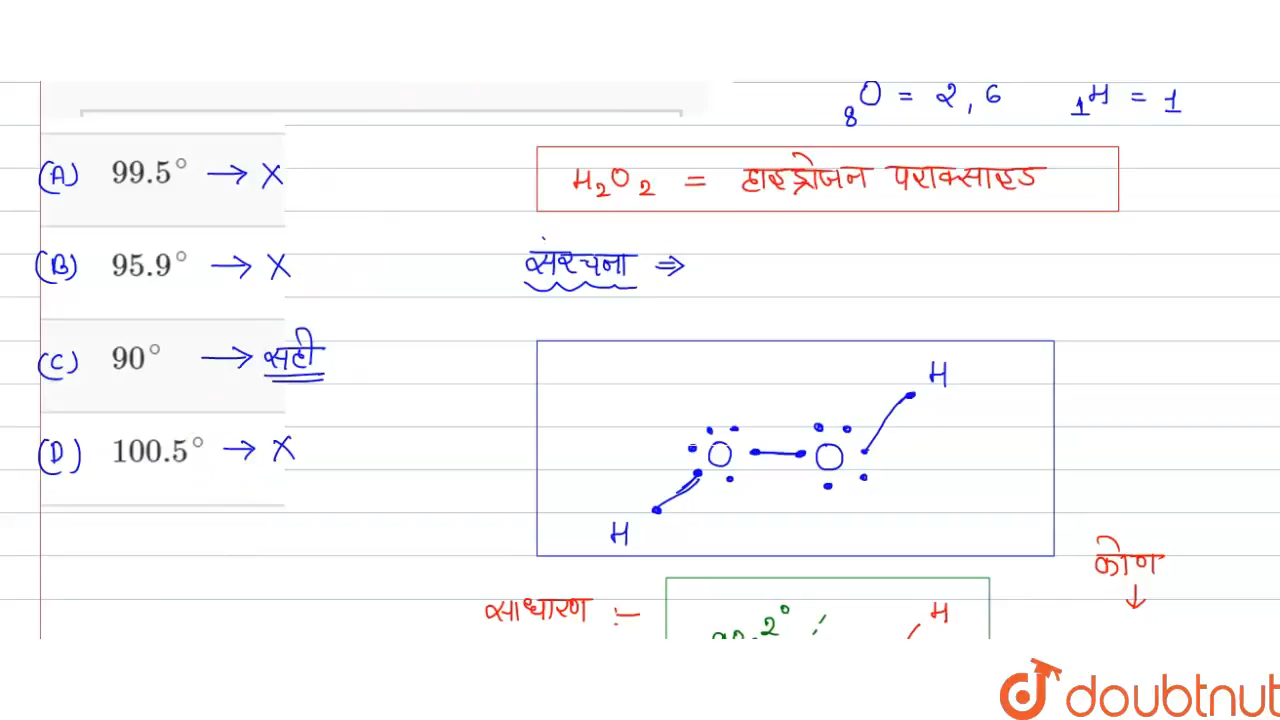 ₈O = 2, 6 ₁H = 1
(A) 99.5° → X
H₂O₂ = हाइड्रोजन पराक्साइड
(B) 95.9° → X
संरचना ⇒
(C) 90° → सही
(D) 100.5° → X
H
O — O
H
कोण
↓
साधारण :-
H
doubtnut